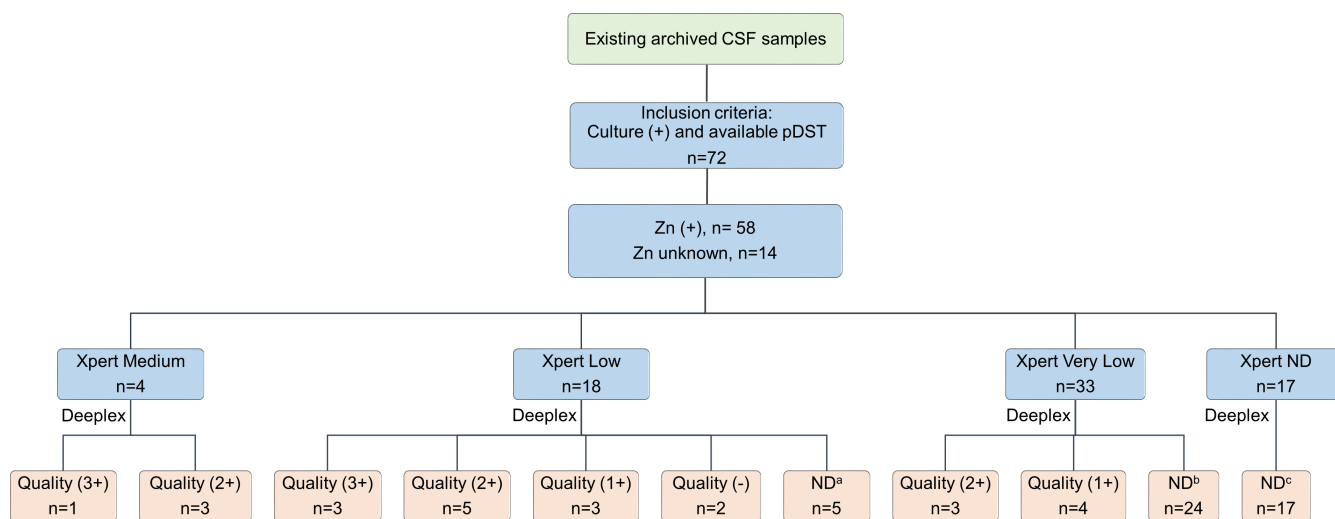 Existing archived CSF samples
Inclusion criteria:
Culture (+) and available pDST
n=72
Zn (+), n= 58
Zn unknown, n=14
Xpert Medium
n=4
Xpert Low
n=18
Xpert Very Low
n=33
Xpert ND
n=17
Deeplex
Deeplex
Deeplex
Deeplex
Quality (3+)
n=1
Quality (2+)
n=3
Quality (3+)
n=3
Quality (2+)
n=5
Quality (1+)
n=3
Quality (-)
n=2
NDᵃ
n=5
Quality (2+)
n=3
Quality (1+)
n=4
NDᵇ
n=24
NDᶜ
n=17